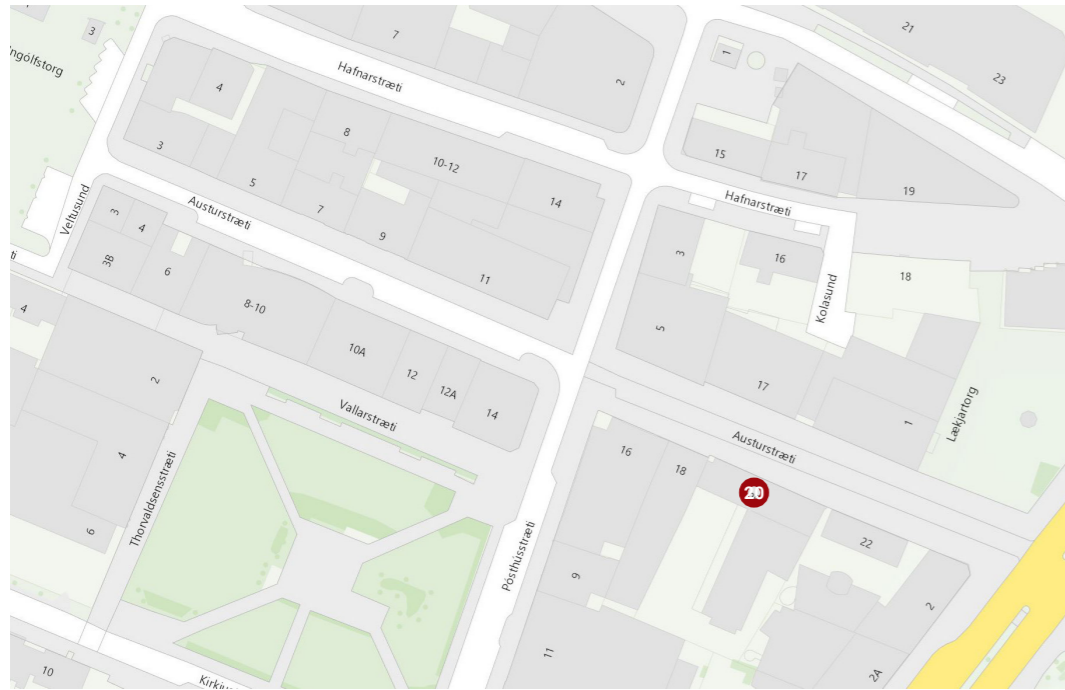 3
7
21
23
Ingólfstorg
Hafnarstræti
4
2
1
8
10-12
15
17
19
3
5
7
14
Hafnarstræti
Veltusund
Austurstræti
9
3
16
18
3
4
3B
6
11
8-10
5
Kolasund
4
10A
12
12A
14
17
2
Vallarstræti
1
Lækjartorg
Austurstræti
16
18
20
4
Thorvaldsensstræti
6
Pósthússtræti
22
9
2
11
2A
10